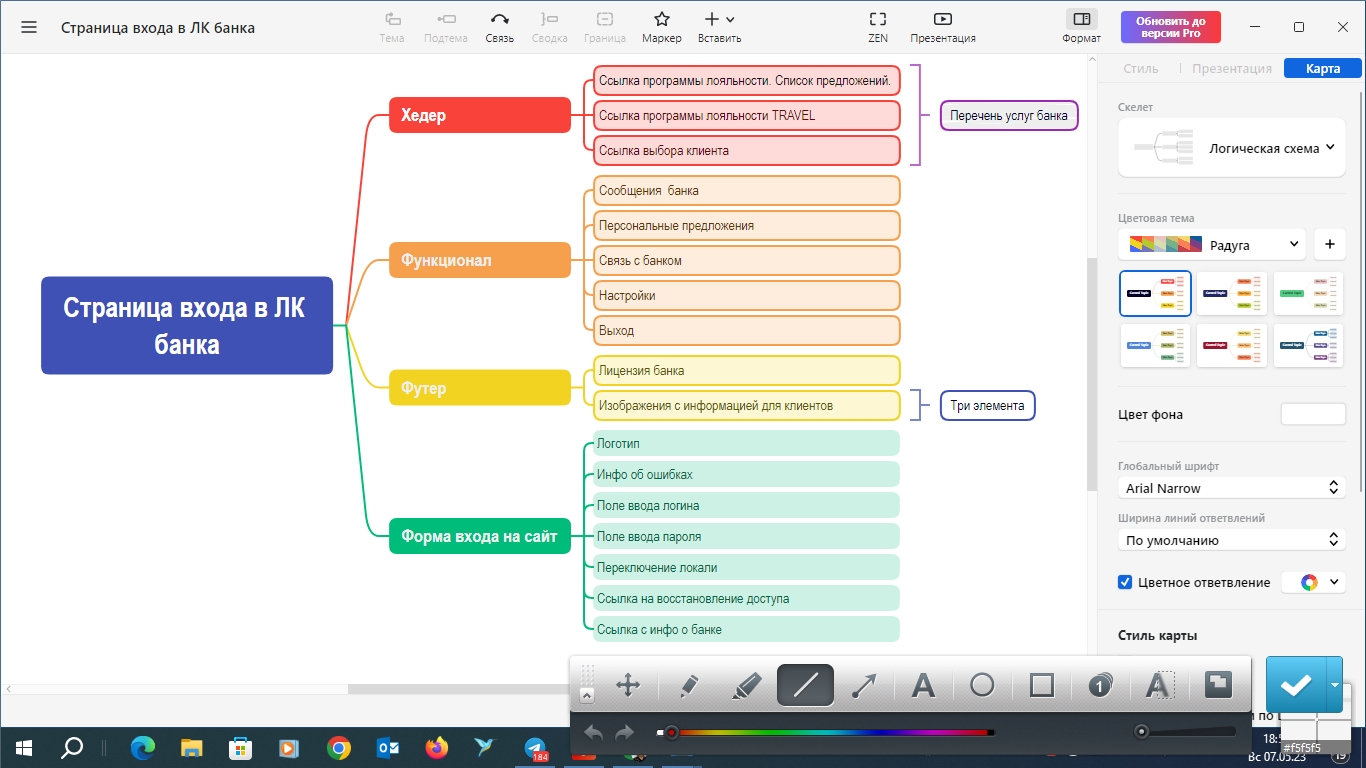 Страница входа в ЛК банка
Тема
Подтема
Связь
Сводка
Граница
Маркер
Вставить
ZEN
Презентация
Формат
Обновить до
версии Pro
Стиль
Презентация
Карта
Страница входа в ЛК
банка
Хедер
Ссылка программы лояльности. Список предложений.
Ссылка программы лояльности TRAVEL
Ссылка выбора клиента
Перечень услуг банка
Функционал
Сообщения банка
Персональные предложения
Связь с банком
Настройки
Выход
Футер
Лицензия банка
Изображения с информацией для клиентов
Три элемента
Форма входа на сайт
Логотип
Инфо об ошибках
Поле ввода логина
Поле ввода пароля
Переключение локали
Ссылка на восстановление доступа
Ссылка с инфо о банке
Скелет
Логическая схема
Цветовая тема
Радуга
Цвет фона
Глобальный шрифт
Arial Narrow
Ширина линий ответвлений
По умолчанию
Цветное ответвление
Стиль карты
A
1
A
184
#f5f5f5
Вс 07.05.23
19